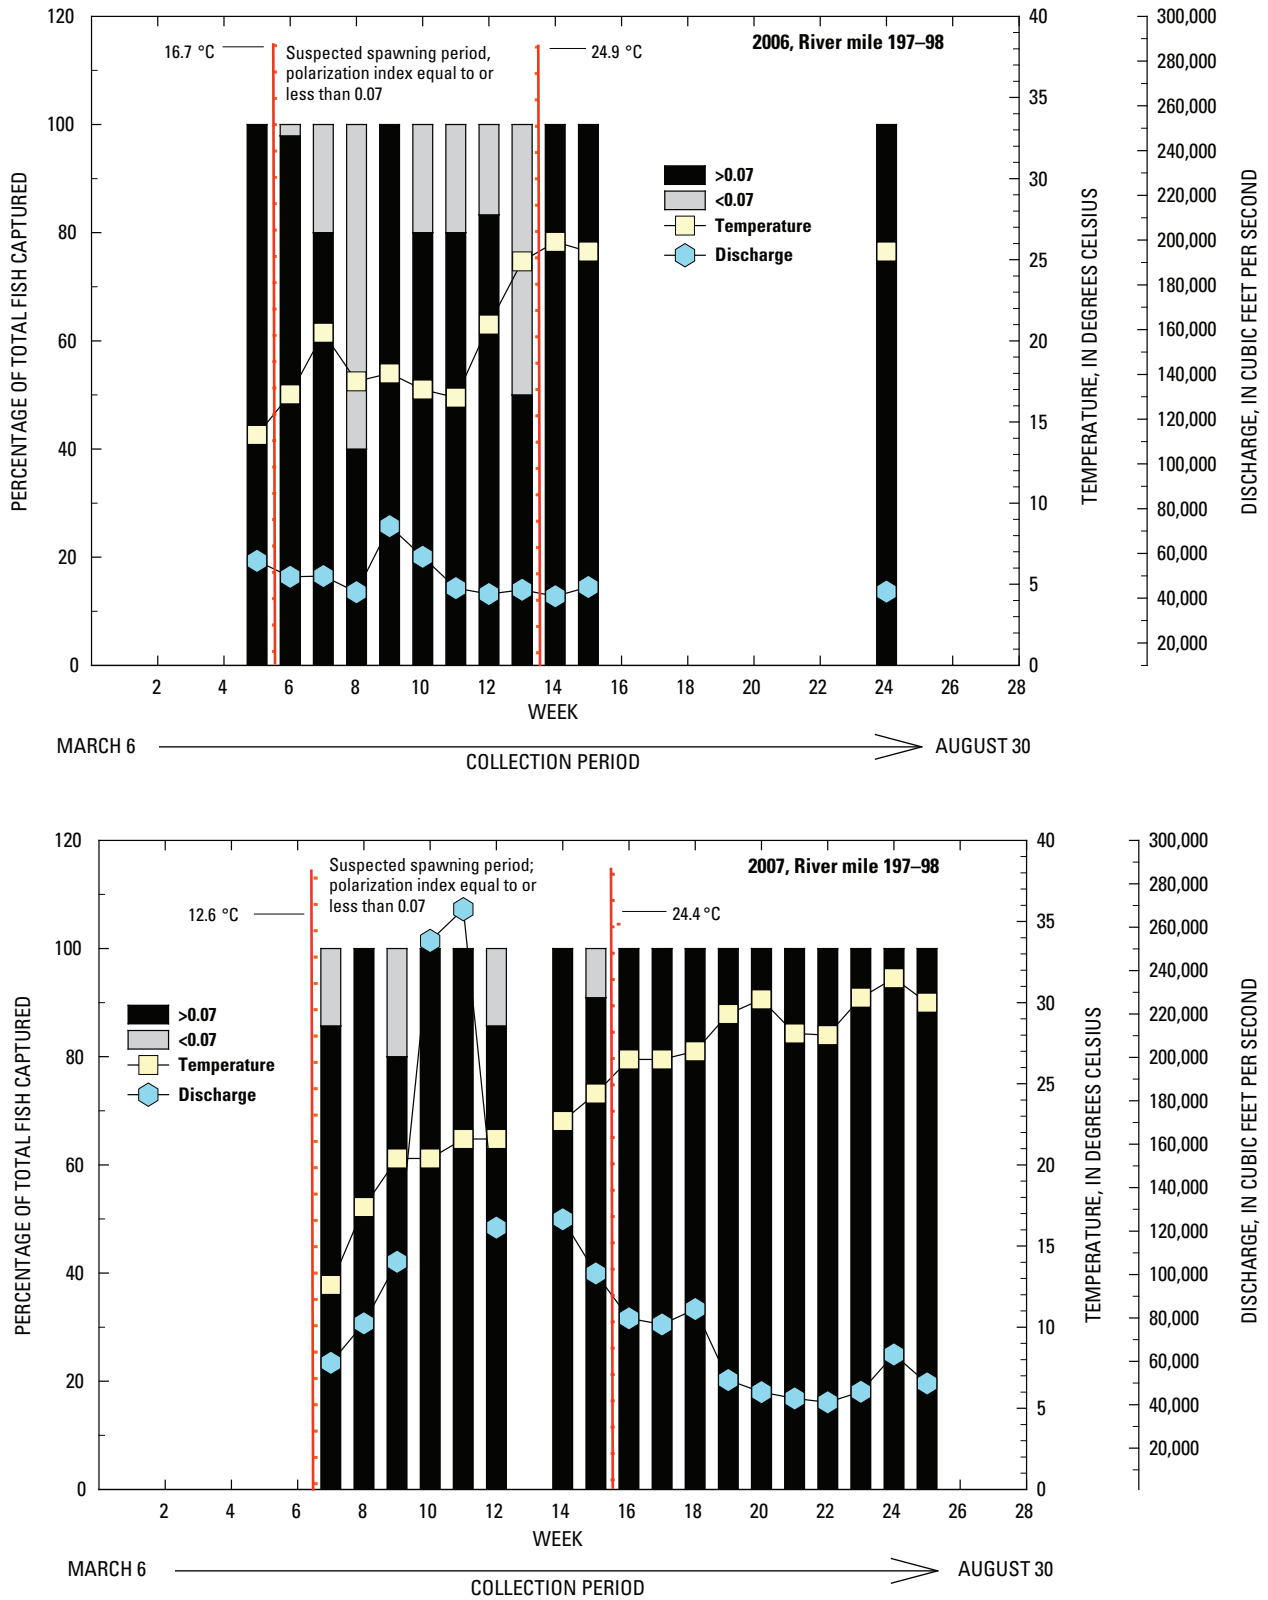 2006, River mile 197–98
16.7 °C
Suspected spawning period,
polarization index equal to or
less than 0.07
24.9 °C
>0.07
<0.07
Temperature
Discharge
PERCENTAGE OF TOTAL FISH CAPTURED
120
100
80
60
40
20
0
TEMPERATURE, IN DEGREES CELSIUS
40
35
30
25
20
15
10
5
0
DISCHARGE, IN CUBIC FEET PER SECOND
300,000
280,000
260,000
240,000
220,000
200,000
180,000
160,000
140,000
120,000
100,000
80,000
60,000
40,000
20,000
2 4 6 8 10 12 14 16 18 20 22 24 26 28
WEEK
MARCH 6
AUGUST 30
COLLECTION PERIOD
2007, River mile 197–98
12.6 °C
Suspected spawning period;
polarization index equal to or
less than 0.07
24.4 °C
>0.07
<0.07
Temperature
Discharge
PERCENTAGE OF TOTAL FISH CAPTURED
120
100
80
60
40
20
0
TEMPERATURE, IN DEGREES CELSIUS
40
35
30
25
20
15
10
5
0
DISCHARGE, IN CUBIC FEET PER SECOND
300,000
280,000
260,000
240,000
220,000
200,000
180,000
160,000
140,000
120,000
100,000
80,000
60,000
40,000
20,000
2 4 6 8 10 12 14 16 18 20 22 24 26 28
WEEK
MARCH 6
AUGUST 30
COLLECTION PERIOD